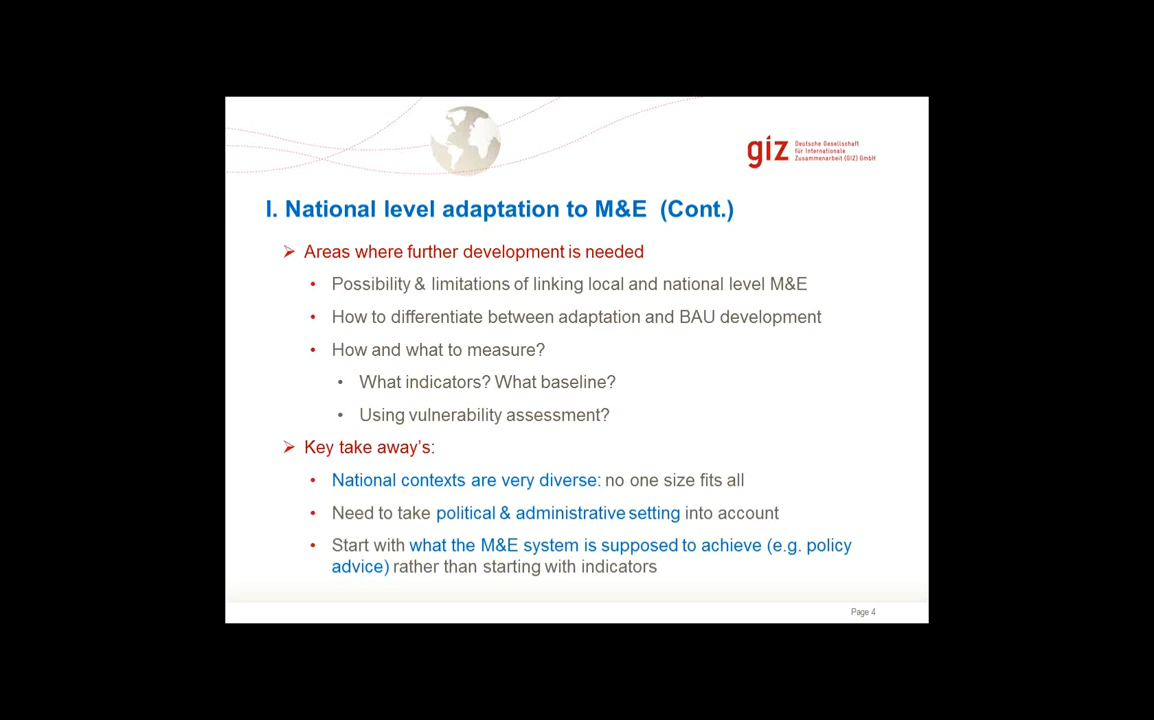 giz
Deutsche Gesellschaft
für Internationale
Zusammenarbeit (GIZ) GmbH
I. National level adaptation to M&E (Cont.)
➢ Areas where further development is needed
• Possibility & limitations of linking local and national level M&E
• How to differentiate between adaptation and BAU development
• How and what to measure?
• What indicators? What baseline?
• Using vulnerability assessment?
➢ Key take away's:
• National contexts are very diverse: no one size fits all
• Need to take political & administrative setting into account
• Start with what the M&E system is supposed to achieve (e.g. policy
advice) rather than starting with indicators
Page 4